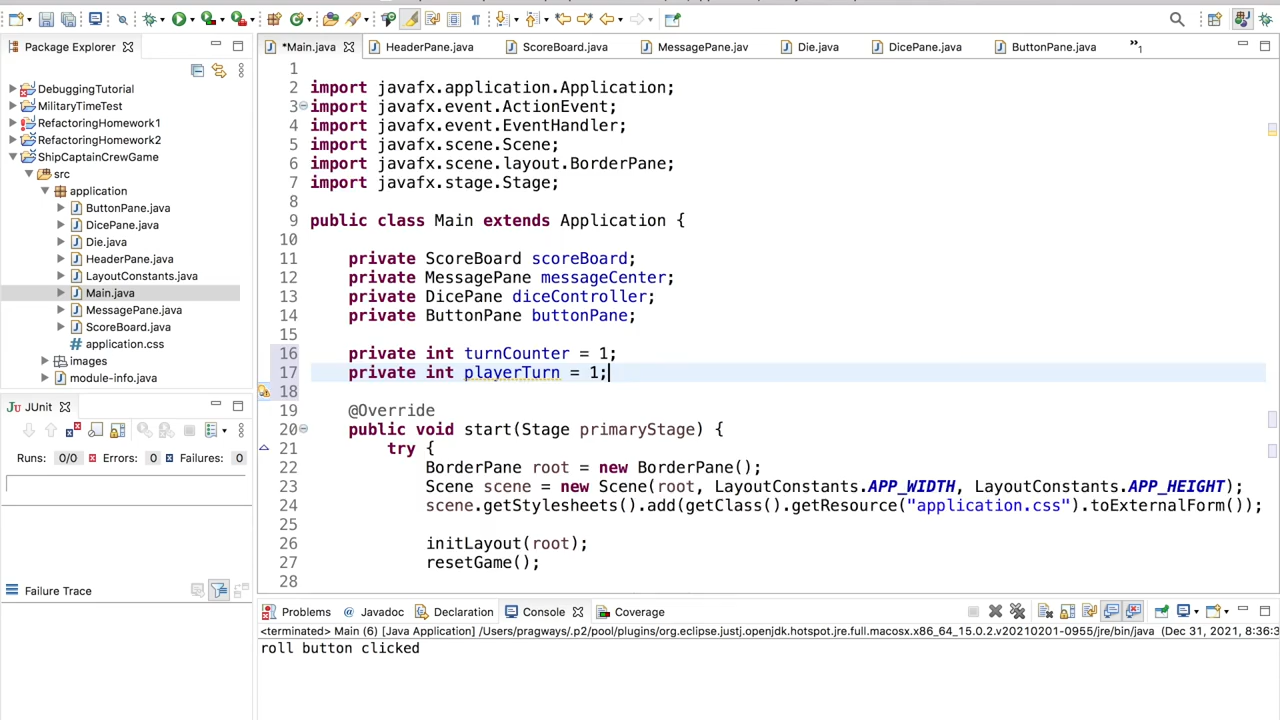 Package Explorer
DebuggingTutorial
MilitaryTimeTest
RefactoringHomework1
RefactoringHomework2
ShipCaptainCrewGame
src
application
ButtonPane.java
DicePane.java
Die.java
HeaderPane.java
LayoutConstants.java
Main.java
MessagePane.java
ScoreBoard.java
application.css
images
module-info.java
JUnit
Runs: 0/0 Errors: 0 Failures: 0
Failure Trace
*Main.java HeaderPane.java ScoreBoard.java MessagePane.jav Die.java DicePane.java ButtonPane.java »1
1
2 import javafx.application.Application;
3 import javafx.event.ActionEvent;
4 import javafx.event.EventHandler;
5 import javafx.scene.Scene;
6 import javafx.scene.layout.BorderPane;
7 import javafx.stage.Stage;
8
9 public class Main extends Application {
10
11 private ScoreBoard scoreBoard;
12 private MessagePane messageCenter;
13 private DicePane diceController;
14 private ButtonPane buttonPane;
15
16 private int turnCounter = 1;
17 private int playerTurn = 1;
18
19 @Override
20 public void start(Stage primaryStage) {
21 try {
22 BorderPane root = new BorderPane();
23 Scene scene = new Scene(root, LayoutConstants.APP_WIDTH, LayoutConstants.APP_HEIGHT);
24 scene.getStylesheets().add(getClass().getResource("application.css").toExternalForm());
25
26 initLayout(root);
27 resetGame();
28
Problems @ Javadoc Declaration Console Coverage
<terminated> Main (6) [Java Application] /Users/pragways/.p2/pool/plugins/org.eclipse.justj.openjdk.hotspot.jre.full.macosx.x86_64_15.0.2.v20210201-0955/jre/bin/java (Dec 31, 2021, 8:36:3
roll button clicked